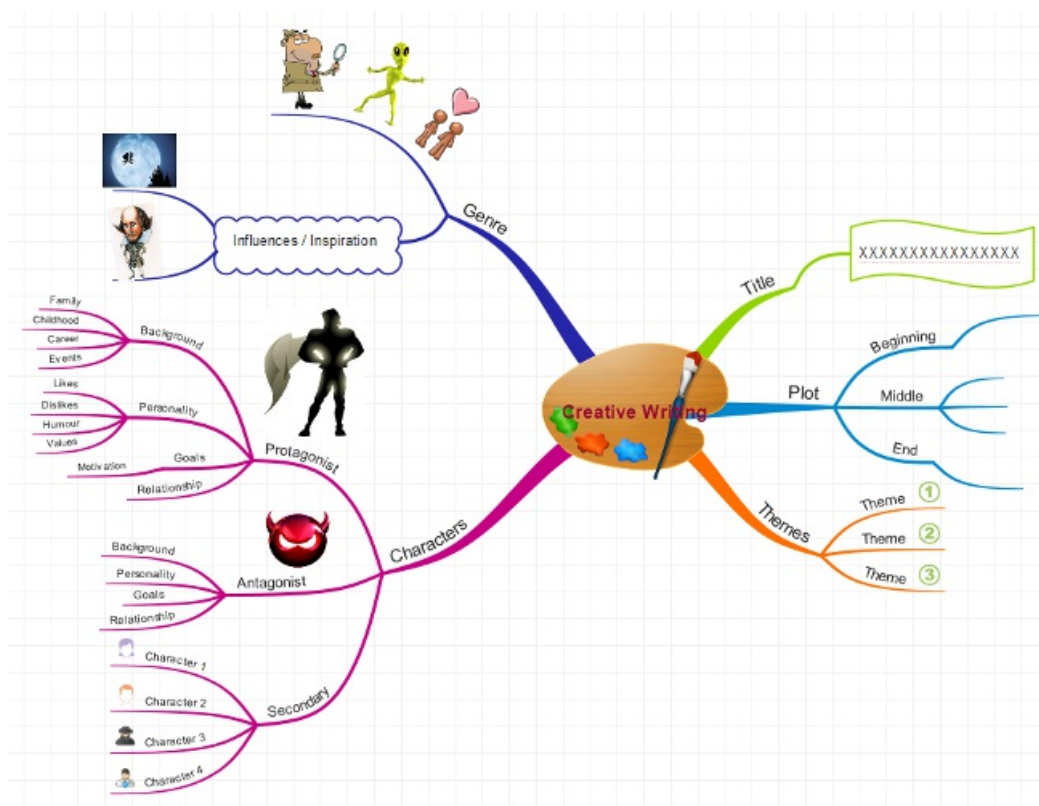 Genre
Influences / Inspiration
Title
XXXXXXXXXXXXXXXX
Creative Writing
Plot
Beginning
Middle
End
Themes
Theme 1
Theme 2
Theme 3
Characters
Protagonist
Background
Family
Childhood
Career
Events
Personality
Likes
Dislikes
Humour
Values
Goals
Motivation
Relationship
Antagonist
Background
Personality
Goals
Relationship
Secondary
Character 1
Character 2
Character 3
Character 4